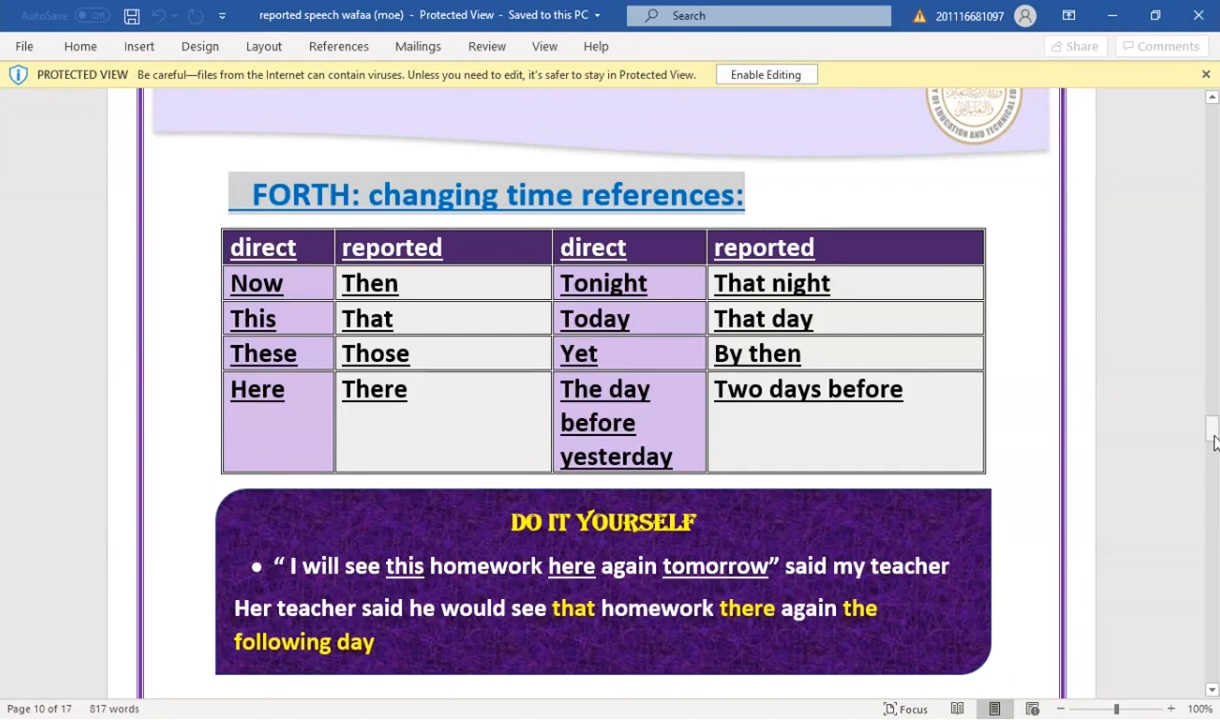 AutoSave Off reported speech wafaa (moe) - Protected View - Saved to this PC Search 201116681097
File Home Insert Design Layout References Mailings Review View Help Share Comments
PROTECTED VIEW Be careful—files from the Internet can contain viruses. Unless you need to edit, it's safer to stay in Protected View. Enable Editing
OF EDUCATION AND TECHNICAL
FORTH: changing time references:
direct reported direct reported
Now Then Tonight That night
This That Today That day
These Those Yet By then
Here There The day Two days before
before
yesterday
DO IT YOURSELF
• “ I will see this homework here again tomorrow” said my teacher
Her teacher said he would see that homework there again the
following day
Page 10 of 17 817 words Focus 100%